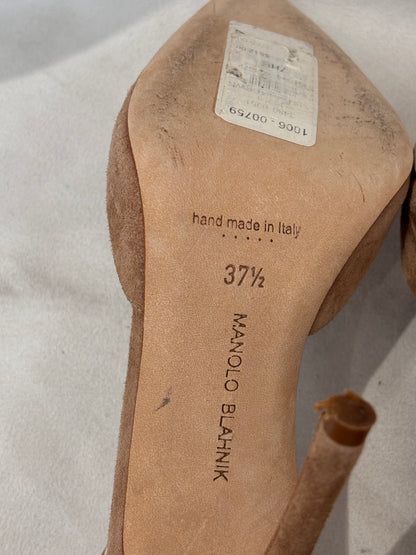 1006 - 00759
hand made in Italy
37½
MANOLO BLAHNIK